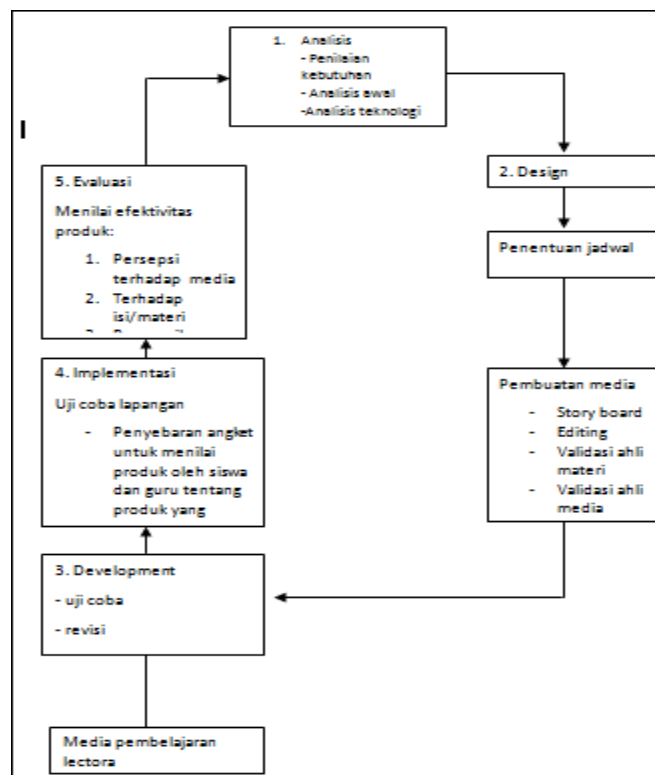 1. Analisis
- Penilaian
kebutuhan
- Analisis awal
-Analisis teknologi
I
2. Design
Penentuan jadwal
Pembuatan media
- Story board
- Editing
- Validasi ahli
materi
- Validasi ahli
media
3. Development
- uji coba
- revisi
Media pembelajaran
lectora
4. Implementasi
Uji coba lapangan
- Penyebaran angket
untuk menilai
produk oleh siswa
dan guru tentang
produk yang
5. Evaluasi
Menilai efektivitas
produk:
1. Persepsi
terhadap media
2. Terhadap
isi/materi